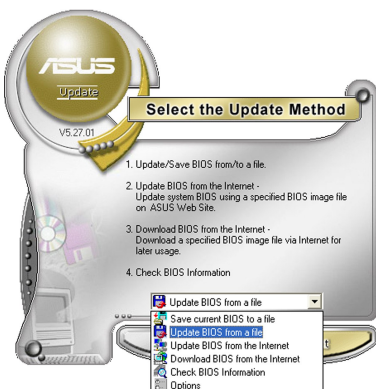 ASUS
Update
V5.27.01
Select the Update Method
1. Update/Save BIOS from/to a file.
2. Update BIOS from the Internet -
Update system BIOS using a specified BIOS image file
on ASUS Web Site.
3. Download BIOS from the Internet -
Download a specified BIOS image file via Internet for
later usage.
4. Check BIOS Information
Update BIOS from a file
Save current BIOS to a file
Update BIOS from a file
Update BIOS from the Internet
Download BIOS from the Internet
Check BIOS Information
Options